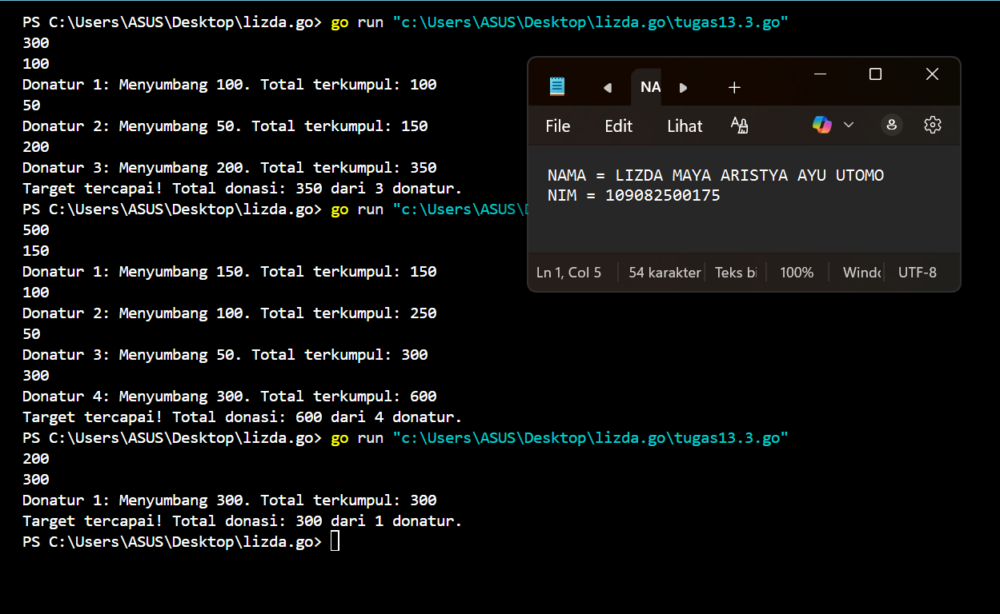 PS C:\Users\ASUS\Desktop\lizda.go> go run "c:\Users\ASUS\Desktop\lizda.go\tugas13.3.go"
300
100
Donatur 1: Menyumbang 100. Total terkumpul: 100
50
Donatur 2: Menyumbang 50. Total terkumpul: 150
200
Donatur 3: Menyumbang 200. Total terkumpul: 350
Target tercapai! Total donasi: 350 dari 3 donatur.
PS C:\Users\ASUS\Desktop\lizda.go> go run "c:\Users\ASUS\
500
150
Donatur 1: Menyumbang 150. Total terkumpul: 150
100
Donatur 2: Menyumbang 100. Total terkumpul: 250
50
Donatur 3: Menyumbang 50. Total terkumpul: 300
300
Donatur 4: Menyumbang 300. Total terkumpul: 600
Target tercapai! Total donasi: 600 dari 4 donatur.
PS C:\Users\ASUS\Desktop\lizda.go> go run "c:\Users\ASUS\Desktop\lizda.go\tugas13.3.go"
200
300
Donatur 1: Menyumbang 300. Total terkumpul: 300
Target tercapai! Total donasi: 300 dari 1 donatur.
PS C:\Users\ASUS\Desktop\lizda.go>
NA
File Edit Lihat
NAMA = LIZDA MAYA ARISTYA AYU UTOMO
NIM = 109082500175
Ln 1, Col 5 54 karakter Teks bi 100% Windo UTF-8